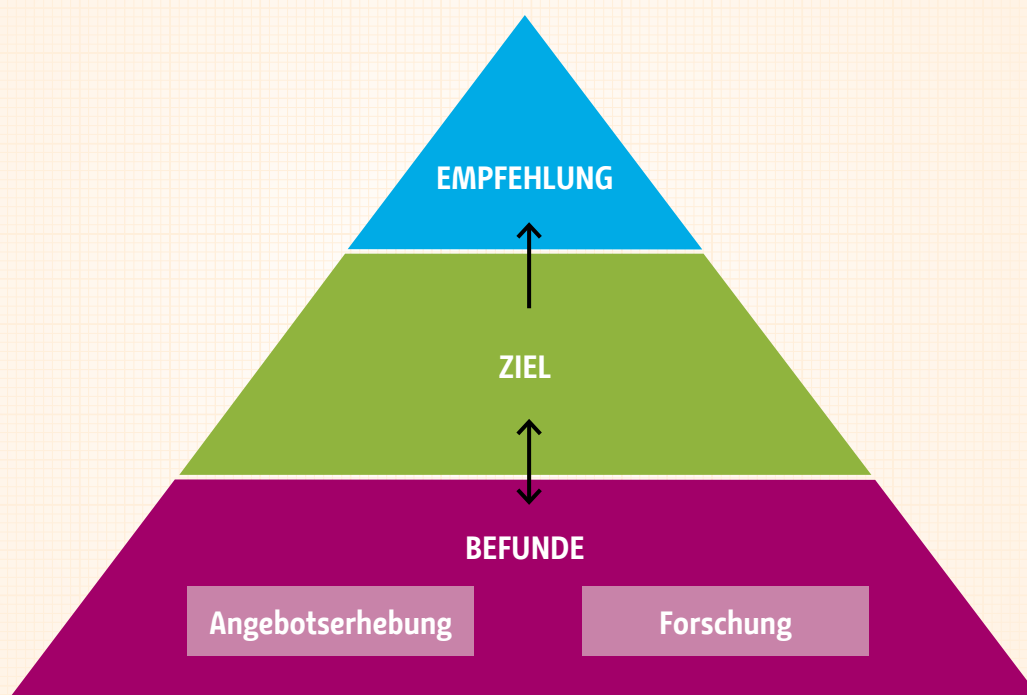 EMPFEHLUNG
ZIEL
BEFUNDE
Angebotserhebung
Forschung